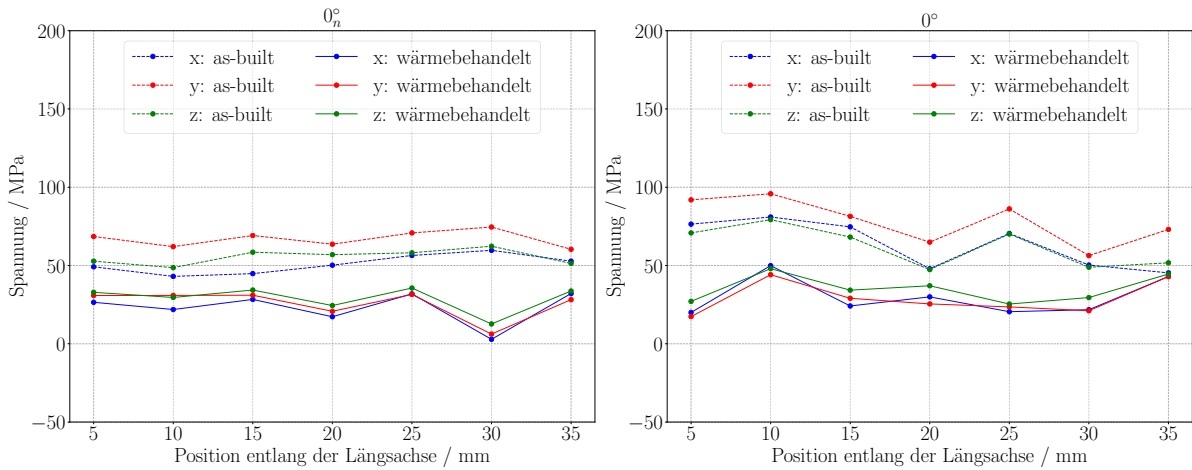 0°n
200
150
100
50
0
−50
Spannung / MPa
x: as-built
y: as-built
z: as-built
x: wärmebehandelt
y: wärmebehandelt
z: wärmebehandelt
5 10 15 20 25 30 35
Position entlang der Längsachse / mm
0°
200
150
100
50
0
−50
Spannung / MPa
x: as-built
y: as-built
z: as-built
x: wärmebehandelt
y: wärmebehandelt
z: wärmebehandelt
5 10 15 20 25 30 35
Position entlang der Längsachse / mm